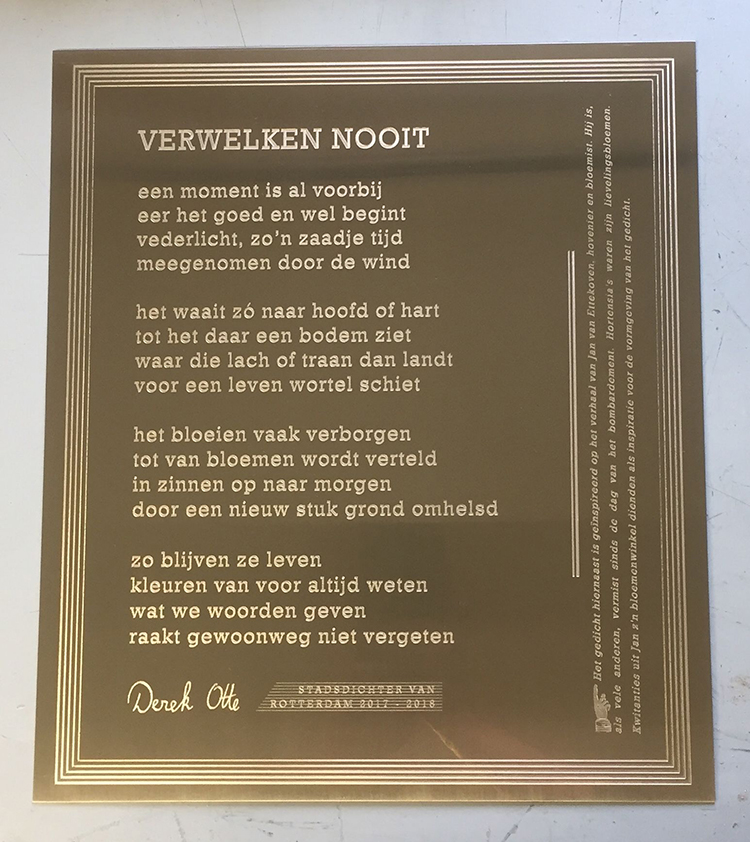 VERWELKEN NOOIT
een moment is al voorbij
eer het goed en wel begint
vederlicht, zo'n zaadje tijd
meegenomen door de wind
het waait zó naar hoofd of hart
tot het daar een bodem ziet
waar die lach of traan dan landt
voor een leven wortel schiet
het bloeien vaak verborgen
tot van bloemen wordt verteld
in zinnen op naar morgen
door een nieuw stuk grond omhelsd
zo blijven ze leven
kleuren van voor altijd weten
wat we woorden geven
raakt gewoonweg niet vergeten
Derek Otte
STADSDICHTER VAN
ROTTERDAM 2017 - 2018
Het gedicht hiernaast is geïnspireerd op het verhaal van Jan van Ettekoven, hovenier en bloemist. Hij is,
als vele anderen, vermist sinds de dag van het bombardement. Hortensia's waren zijn lievelingsbloemen.
Kwitanties uit Jan z'n bloemenwinkel dienden als inspiratie voor de vormgeving van het gedicht.